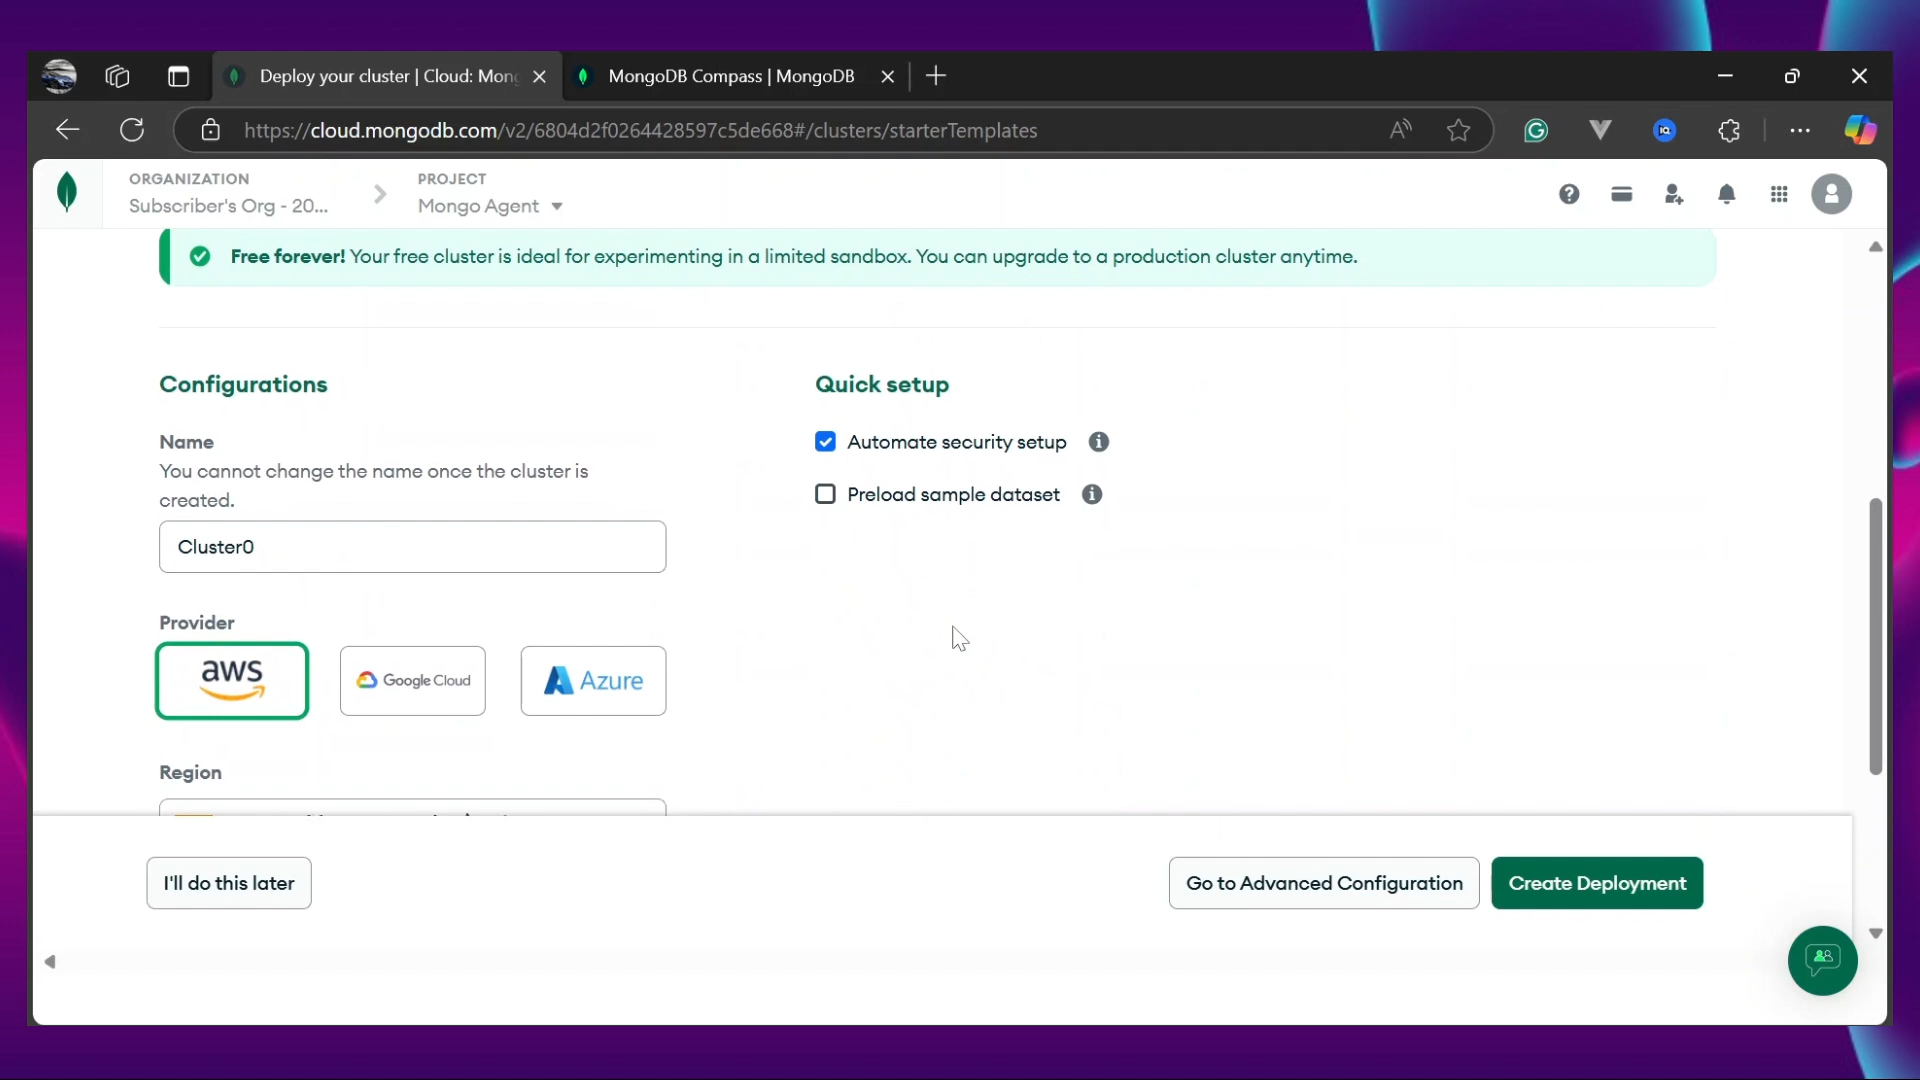 Deploy your cluster | Cloud: Mong
MongoDB Compass | MongoDB
https://cloud.mongodb.com/v2/6804d2f0264428597c5de668#/clusters/starterTemplates
ORGANIZATION
Subscriber's Org - 20...
PROJECT
Mongo Agent
Free forever! Your free cluster is ideal for experimenting in a limited sandbox. You can upgrade to a production cluster anytime.
Configurations
Name
You cannot change the name once the cluster is
created.
Cluster0
Provider
aws
Google Cloud
Azure
Region
Quick setup
Automate security setup
Preload sample dataset
I'll do this later
Go to Advanced Configuration
Create Deployment